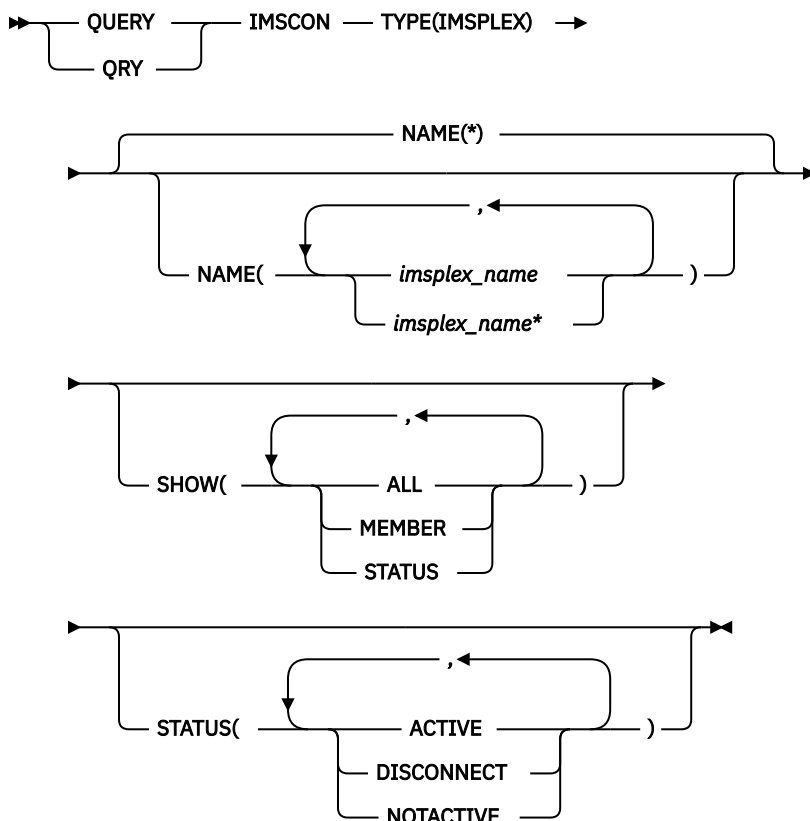 QUERY IMSCON TYPE(IMSPLEX)
QRY
NAME(*)
,
NAME( imsplex_name )
imsplex_name*
,
SHOW( ALL )
MEMBER
STATUS
,
STATUS( ACTIVE )
DISCONNECT
NOTACTIVE